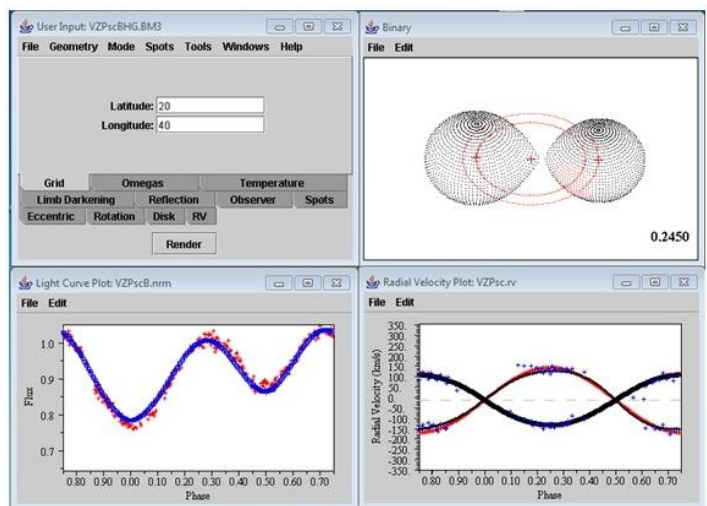 User Input: VZPscBHG.BM3
File Geometry Mode Spots Tools Windows Help
Latitude: 20
Longitude: 40
Grid Omegas Temperature
Limb Darkening Reflection Observer Spots
Eccentric Rotation Disk RV
Render
Binary
File Edit
0.2450
Light Curve Plot: VZPscB.nrm
File Edit
1.0
0.9
0.8
0.7
Flux
0.80 0.90 0.00 0.10 0.20 0.30 0.40 0.50 0.60 0.70
Phase
Radial Velocity Plot: VZPsc.rv
File Edit
350.
300.
250.
200.
150.
100.
50.
0.
-50.
-100.
-150.
-200.
-250.
-300.
-350.
Radial Velocity (km/s)
0.80 0.90 0.00 0.10 0.20 0.30 0.40 0.50 0.60 0.70
Phase